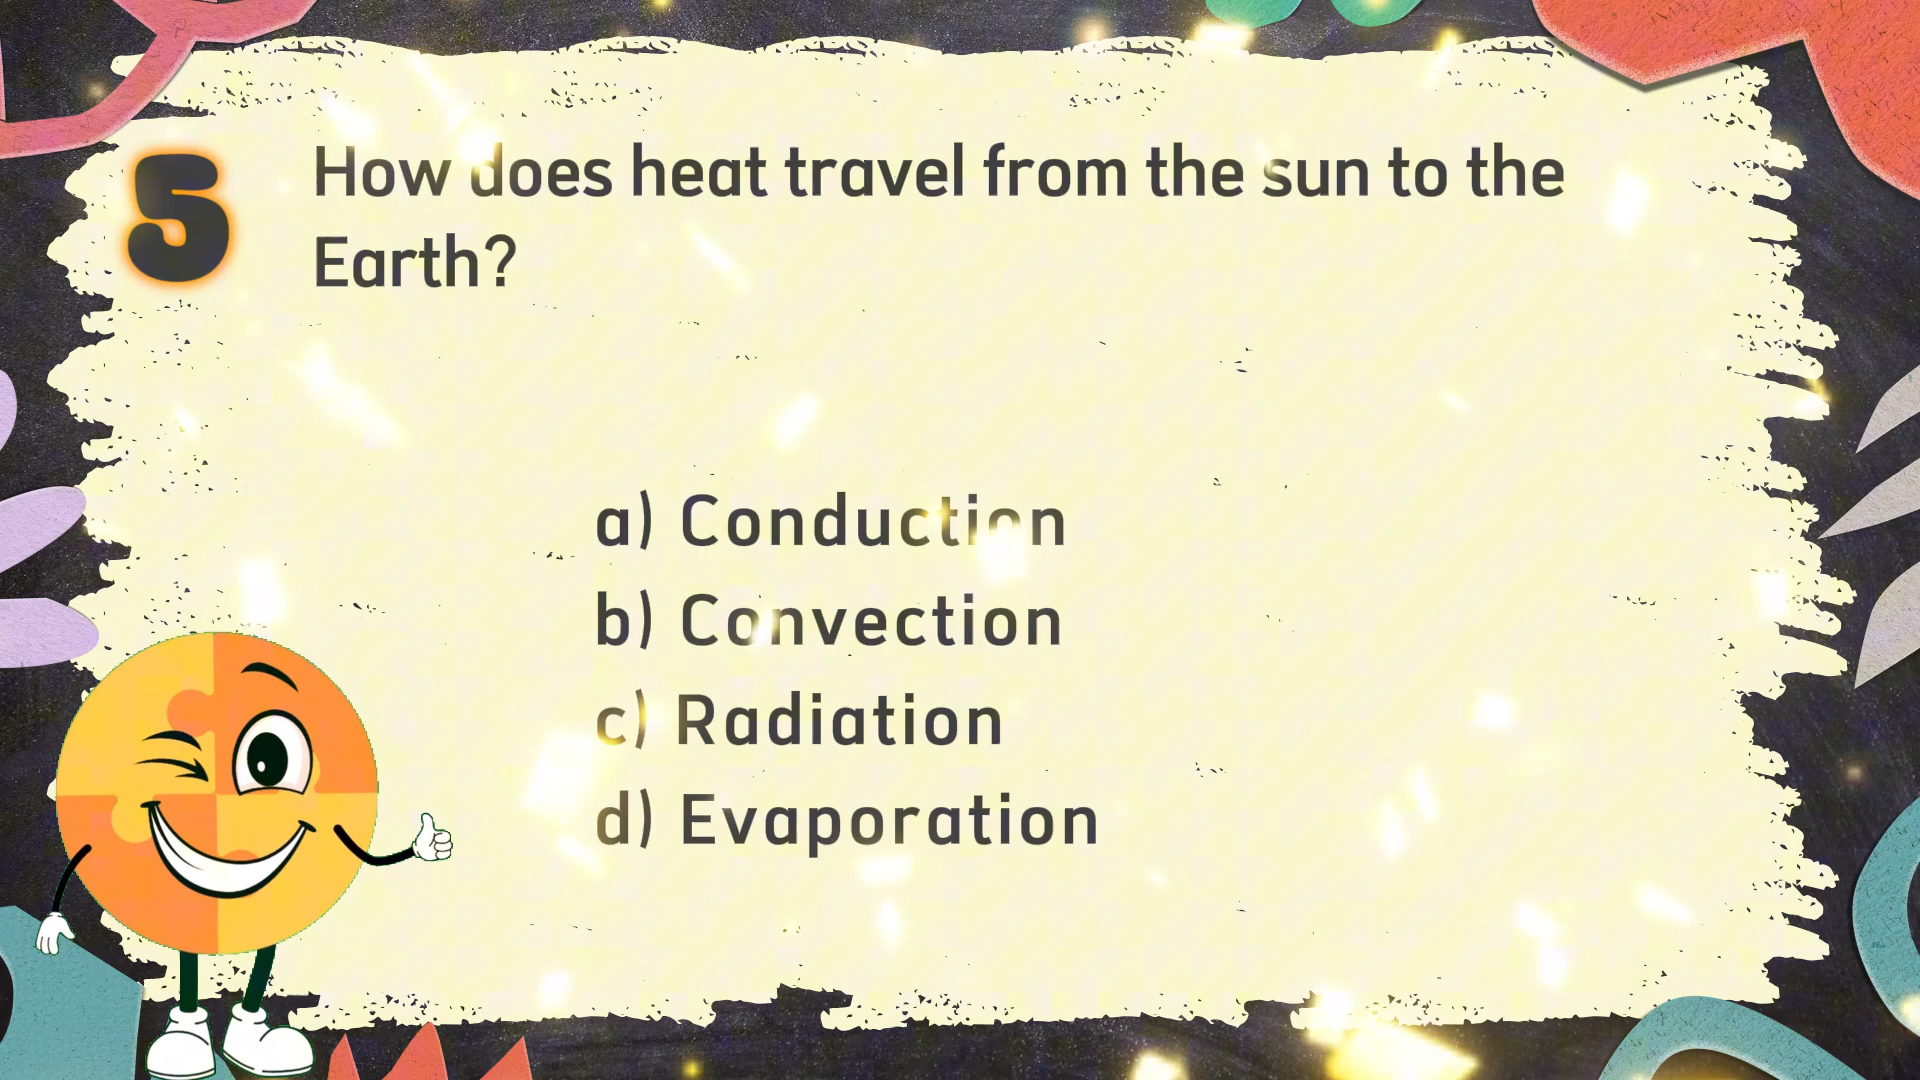 5
How does heat travel from the sun to the
Earth?
a) Conduction
b) Convection
c) Radiation
d) Evaporation